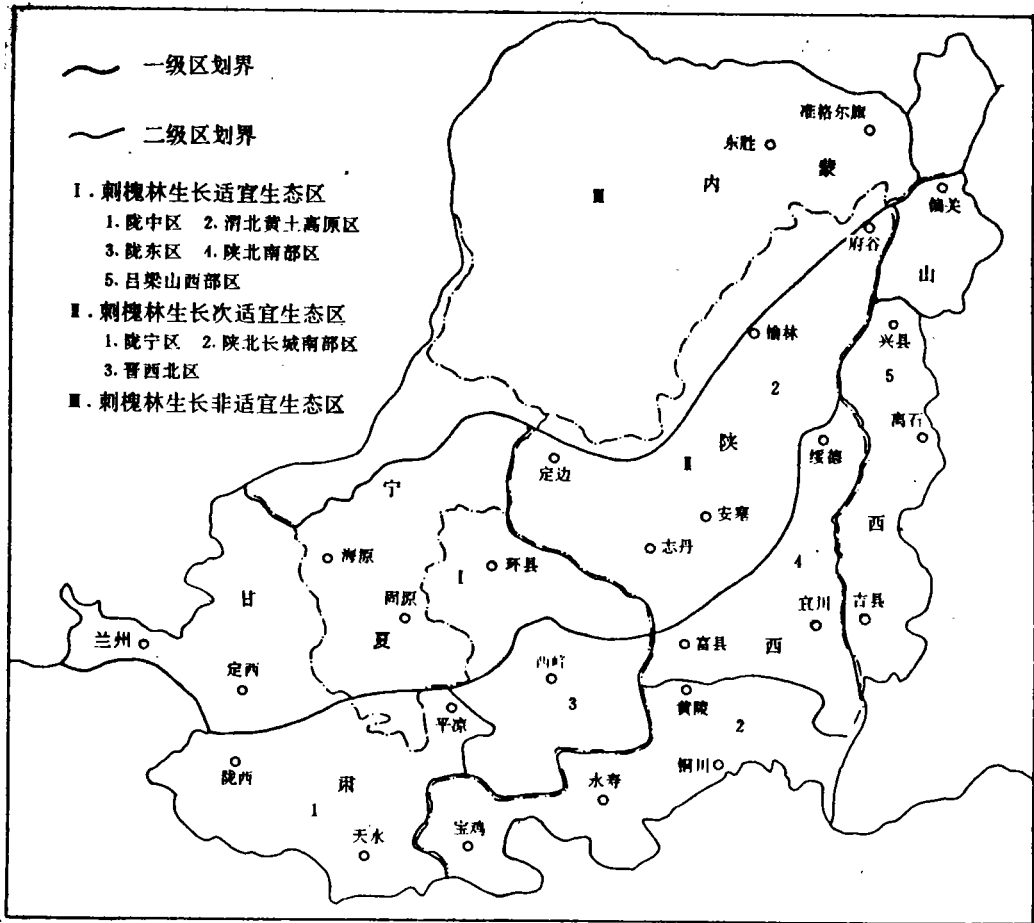 一级区划界
二级区划界
Ⅰ.刺槐林生长适宜生态区
1.陇中区 2.渭北黄土高原区
3.陇东区 4.陕北南部区
5.吕梁山西部区
Ⅱ.刺槐林生长次适宜生态区
1.陇宁区 2.陕北长城南部区
3.晋西北区
Ⅲ.刺槐林生长非适宜生态区
准格尔旗
东胜
蒙
内
Ⅲ
偏关
府谷
山
榆林
兴县
2
5
离石
陕
绥德
Ⅱ
定边
宁
安塞
西
志丹
海原
环县
1
4
甘
固原
宜川
吉县
夏
兰州
富县
西
定西
西峰
黄陵
3
平凉
2
陇西
铜川
肃
永寿
1
天水
宝鸡